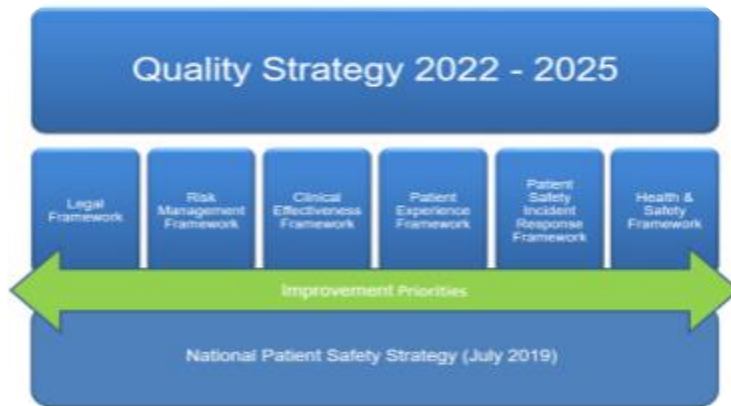 Quality Strategy 2022 - 2025
Legal
Framework
Risk
Management
Framework
Clinical
Effectiveness
Framework
Patient
Experience
Framework
Patient
Safety
Incident
Response
Framework
Health &
Safety
Framework
Improvement Priorities
National Patient Safety Strategy (July 2019)